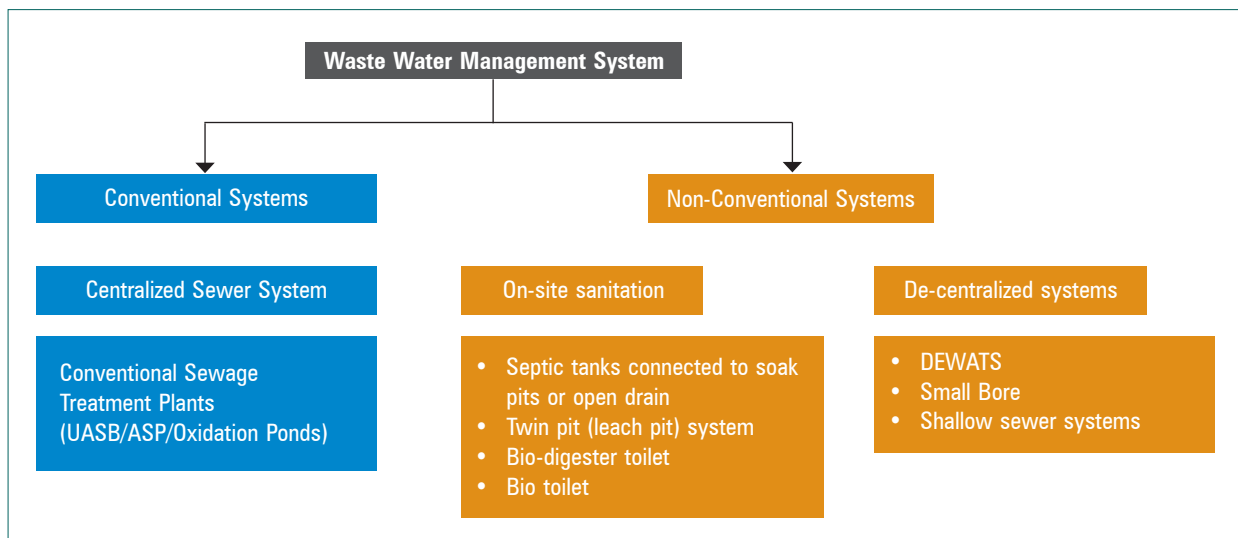 Waste Water Management System
Conventional Systems
Non-Conventional Systems
Centralized Sewer System
On-site sanitation
De-centralized systems
Conventional Sewage
Treatment Plants
(UASB/ASP/Oxidation Ponds)
• Septic tanks connected to soak
pits or open drain
• Twin pit (leach pit) system
• Bio-digester toilet
• Bio toilet
• DEWATS
• Small Bore
• Shallow sewer systems